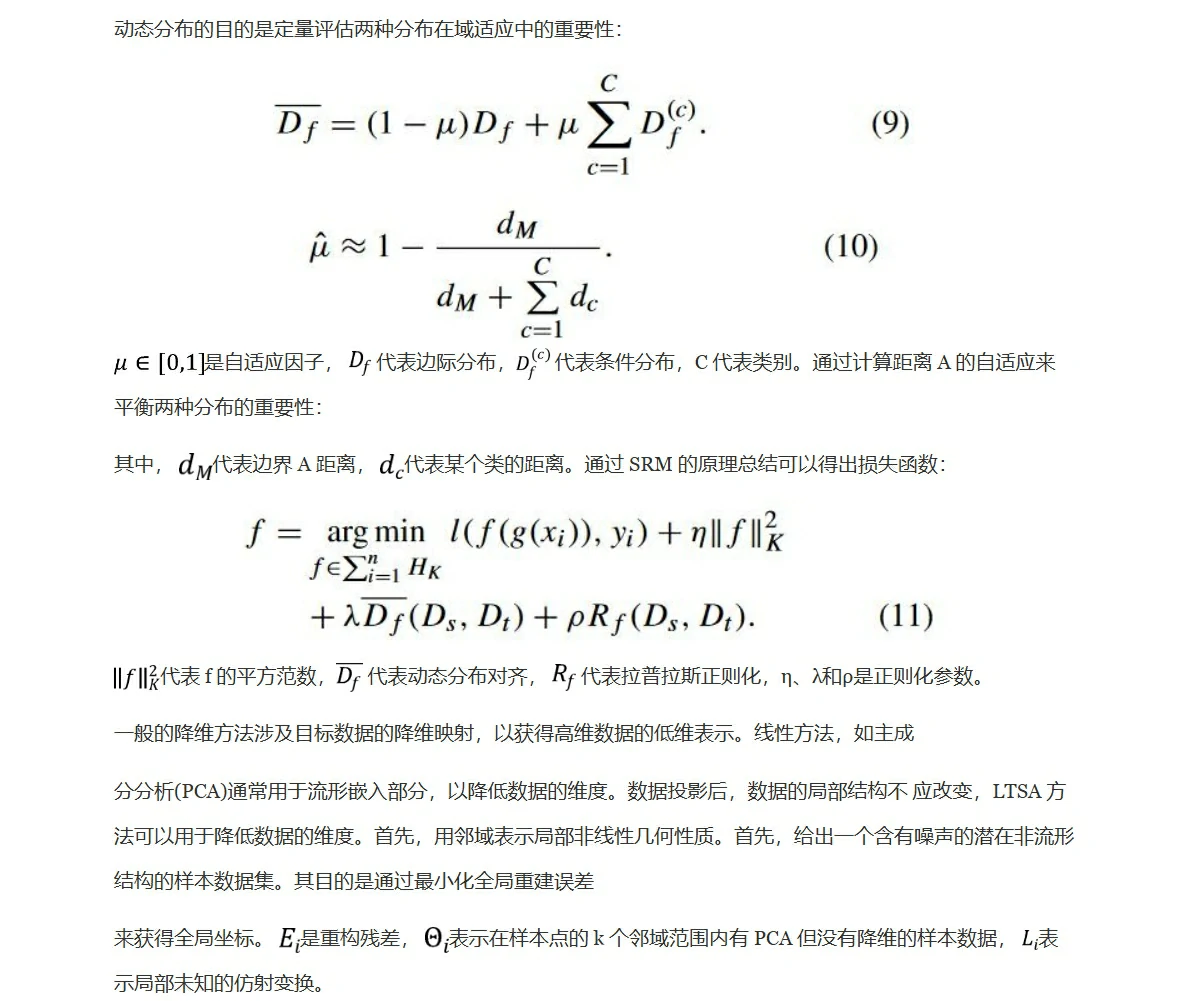 动态分布的目的是定量评估两种分布在域适应中的重要性：
$\overline{D_f} = (1 - \mu)D_f + \mu \sum_{c=1}^{C} D_f^{(c)}.$ (9)
$\hat{\mu} \approx 1 - \frac{d_M}{d_M + \sum_{c=1}^{C} d_c}.$ (10)
$\mu \in [0,1]$是自适应因子， $D_f$ 代表边际分布，$D_f^{(c)}$ 代表条件分布，C 代表类别。通过计算距离 A 的自适应来
平衡两种分布的重要性：
其中， $d_M$代表边界 A 距离， $d_c$代表某个类的距离。通过 SRM 的原理总结可以得出损失函数：
$f = \underset{f \in \sum_{i=1}^{n} H_K}{\arg\min}\ l(f(g(x_i)), y_i) + \eta \|f\|_K^2$
$+ \lambda \overline{D_f}(D_s, D_t) + \rho R_f(D_s, D_t).$ (11)
$\|f\|_K^2$代表 f 的平方范数，$\overline{D_f}$ 代表动态分布对齐， $R_f$ 代表拉普拉斯正则化，η、λ和ρ是正则化参数。
一般的降维方法涉及目标数据的降维映射，以获得高维数据的低维表示。线性方法，如主成
分分析(PCA)通常用于流形嵌入部分，以降低数据的维度。数据投影后，数据的局部结构不 应改变，LTSA 方
法可以用于降低数据的维度。首先，用邻域表示局部非线性几何性质。首先，给出一个含有噪声的潜在非流形
结构的样本数据集。其目的是通过最小化全局重建误差
来获得全局坐标。 $E_i$是重构残差， $\Theta_i$表示在样本点的 k 个邻域范围内有 PCA 但没有降维的样本数据， $L_i$表
示局部未知的仿射变换。